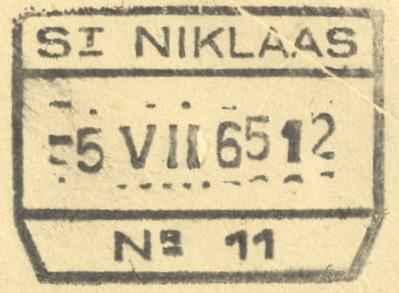 ST NIKLAAS
-5 VII 65 12
Nº 11